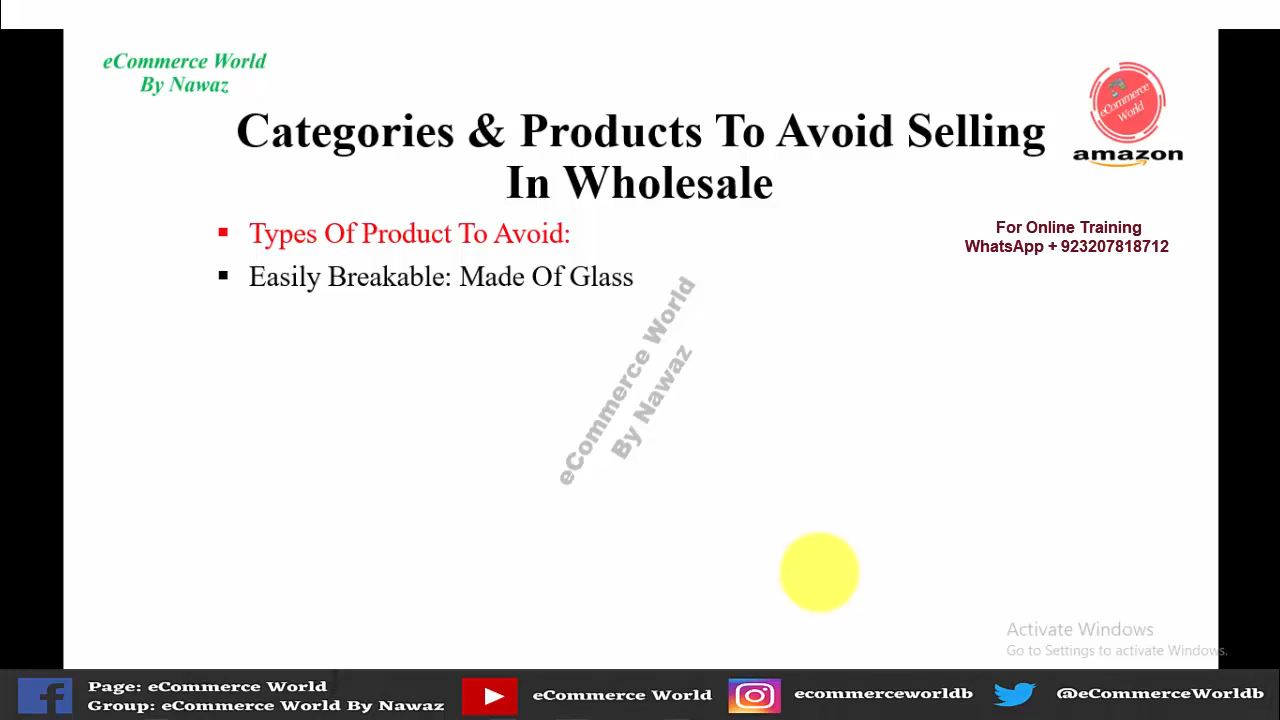 eCommerce World
By Nawaz
eCommerce
World
amazon
Categories & Products To Avoid Selling
In Wholesale
For Online Training
WhatsApp + 923207818712
▪ Types Of Product To Avoid:
▪ Easily Breakable: Made Of Glass
eCommerce World
By Nawaz
Activate Windows
Go to Settings to activate Windows.
Page: eCommerce World
Group: eCommerce World By Nawaz
eCommerce World
ecommerceworldb
@eCommerceWorldb